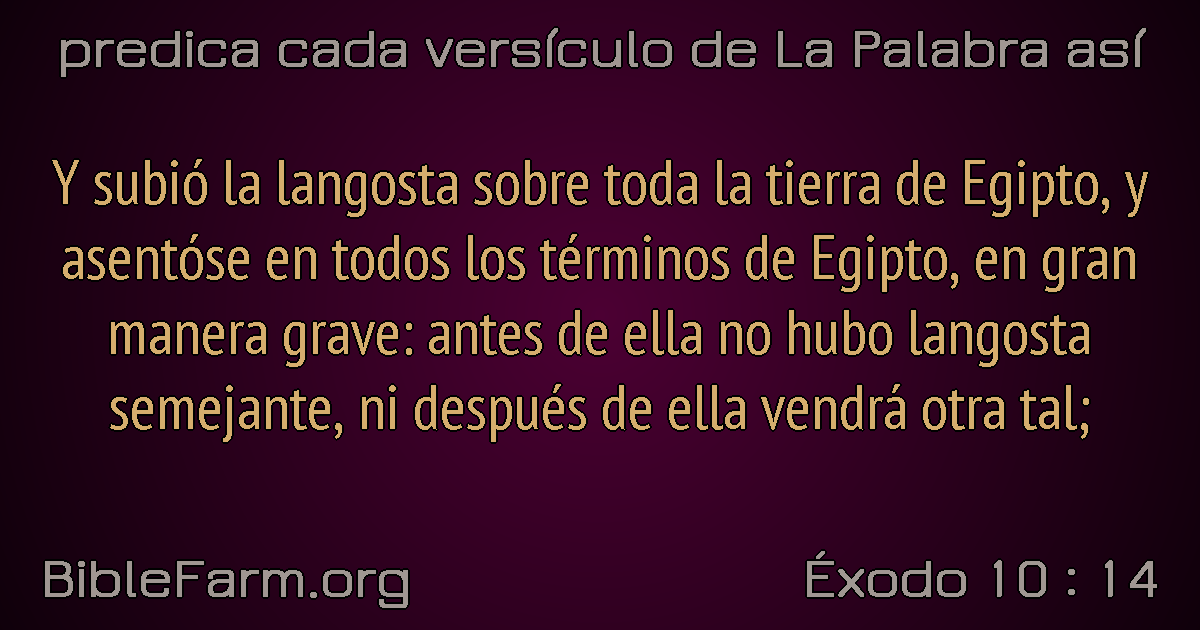 predica cada versículo de La Palabra así
Y subió la langosta sobre toda la tierra de Egipto, y
asentóse en todos los términos de Egipto, en gran
manera grave: antes de ella no hubo langosta
semejante, ni después de ella vendrá otra tal;
BibleFarm.org
Éxodo 10 : 14